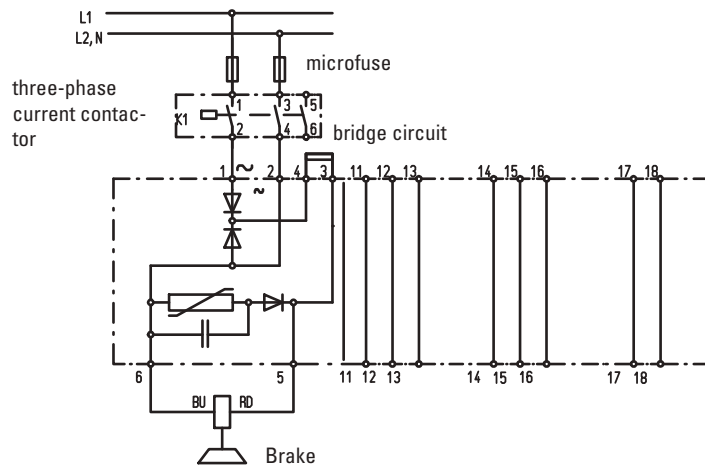 L1
L2, N
microfuse
three-phase
current contac-
tor
K1
1 3 5
2 4 6
bridge circuit
1 ~ 2 4 3 11 12 13 14 15 16 17 18
~
6 5 11 12 13 14 15 16 17 18
BU RD
Brake